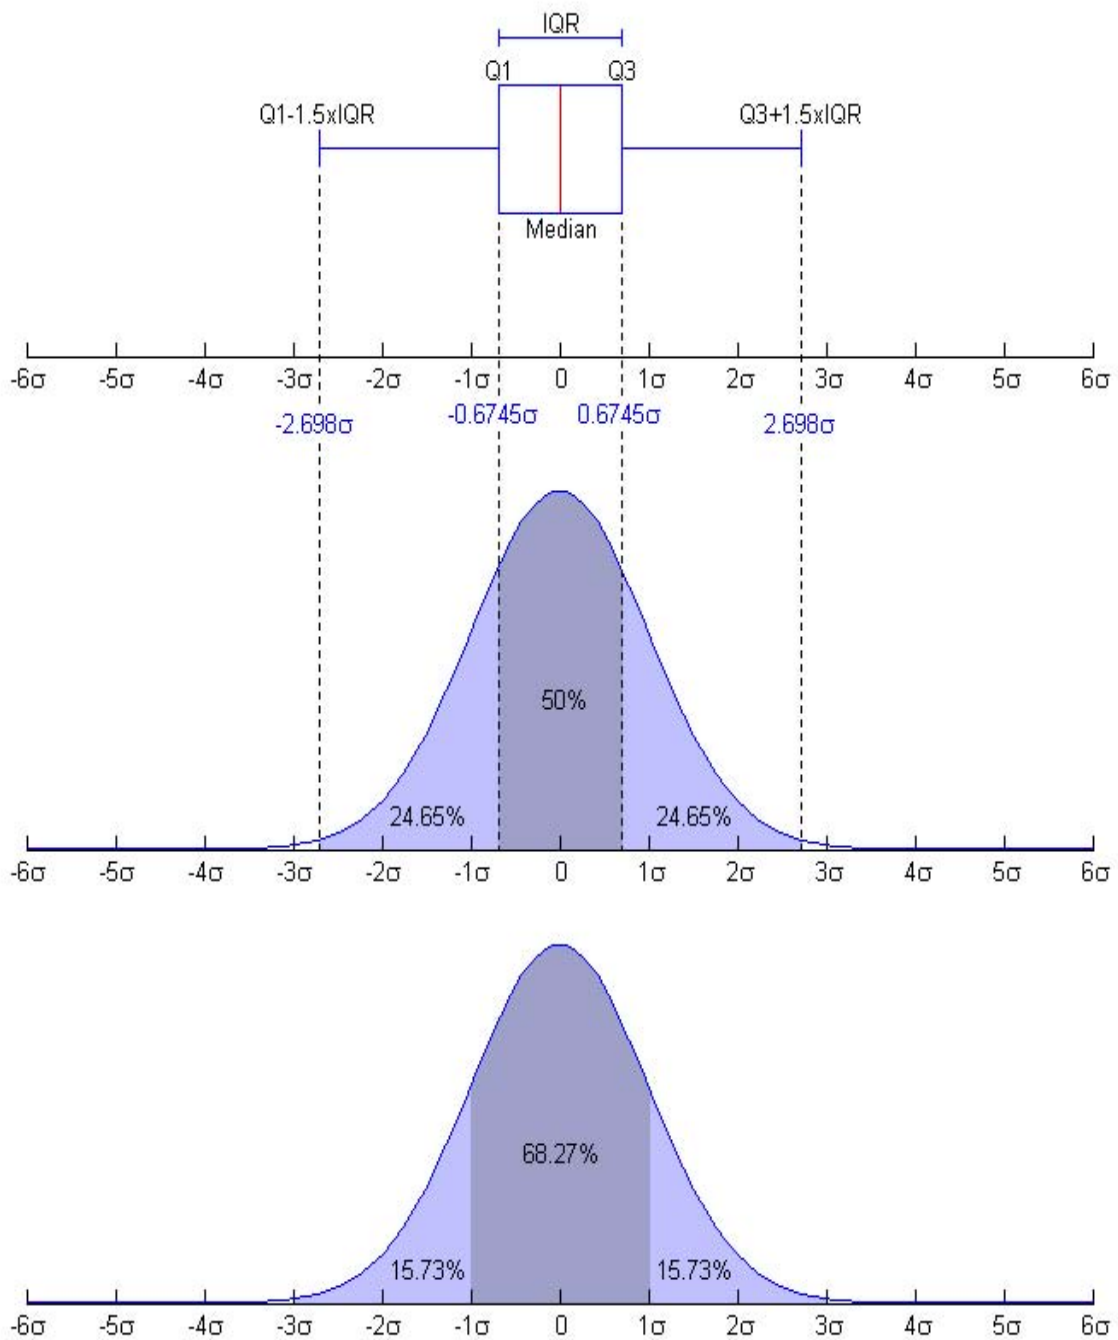 IQR
Q1 Q3
Q1-1.5xIQR Q3+1.5xIQR
Median
-6σ -5σ -4σ -3σ -2σ -1σ 0 1σ 2σ 3σ 4σ 5σ 6σ
-2.698σ -0.6745σ 0.6745σ 2.698σ
50%
24.65% 24.65%
-6σ -5σ -4σ -3σ -2σ -1σ 0 1σ 2σ 3σ 4σ 5σ 6σ
68.27%
15.73% 15.73%
-6σ -5σ -4σ -3σ -2σ -1σ 0 1σ 2σ 3σ 4σ 5σ 6σ